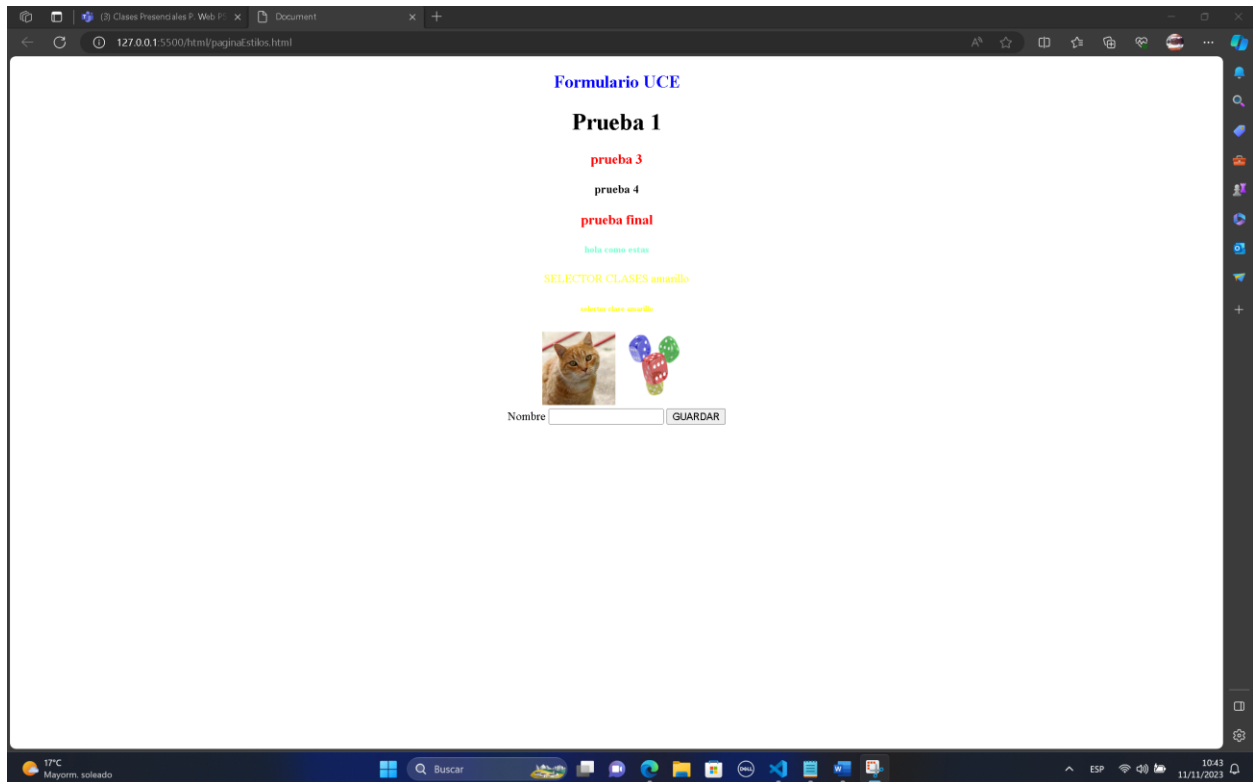 (3) Clases Presenciales P. Web P
Document
127.0.0.1:5500/html/paginaEstilos.html
Formulario UCE
Prueba 1
prueba 3
prueba 4
prueba final
hola como estas
SELECTOR CLASES amarillo
clase amarillo
Nombre GUARDAR
17°C
Mayorm. soleado
Buscar
ESP
10:43
11/11/2023